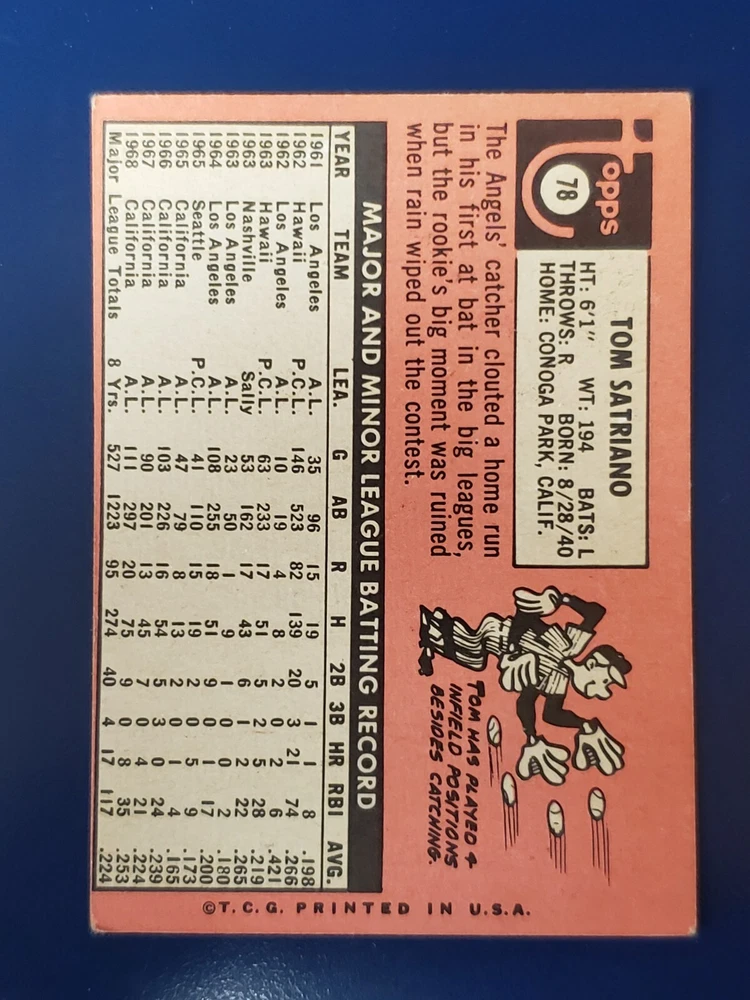 Topps
78
TOM SATRIANO
HT: 6'1" WT: 194 BATS: L
THROWS: R BORN: 8/28/40
HOME: CONOGA PARK, CALIF.
The Angels' catcher clouted a home run
in his first at bat in the big leagues,
but the rookie's big moment was ruined
when rain wiped out the contest.
TOM HAS PLAYED 4
INFIELD POSITIONS
BESIDES CATCHING.
MAJOR AND MINOR LEAGUE BATTING RECORD
YEAR TEAM LEA. G AB R H 2B 3B HR RBI AVG.
1961 Los Angeles A.L. 35 96 15 19 5 1 1 8 .198
1962 Hawaii P.C.L. 146 523 82 139 20 3 21 74 .266
1962 Los Angeles A.L. 10 19 4 8 2 0 2 6 .421
1963 Hawaii P.C.L. 63 233 17 51 5 2 5 28 .219
1963 Nashville Sally 53 162 17 43 6 1 2 22 .265
1963 Los Angeles A.L. 23 50 1 9 1 0 0 2 .180
1964 Los Angeles A.L. 108 255 18 51 9 0 1 17 .200
1965 Seattle P.C.L. 41 110 15 19 2 0 5 9 .173
1965 California A.L. 47 79 8 13 2 0 1 4 .165
1966 California A.L. 103 226 16 54 5 3 0 24 .239
1967 California A.L. 90 201 13 45 7 0 4 21 .224
1968 California A.L. 111 297 20 75 9 0 8 35 .253
Major League Totals 8 Yrs. 527 1223 95 274 40 4 17 117 .224
©T.C.G. PRINTED IN U.S.A.